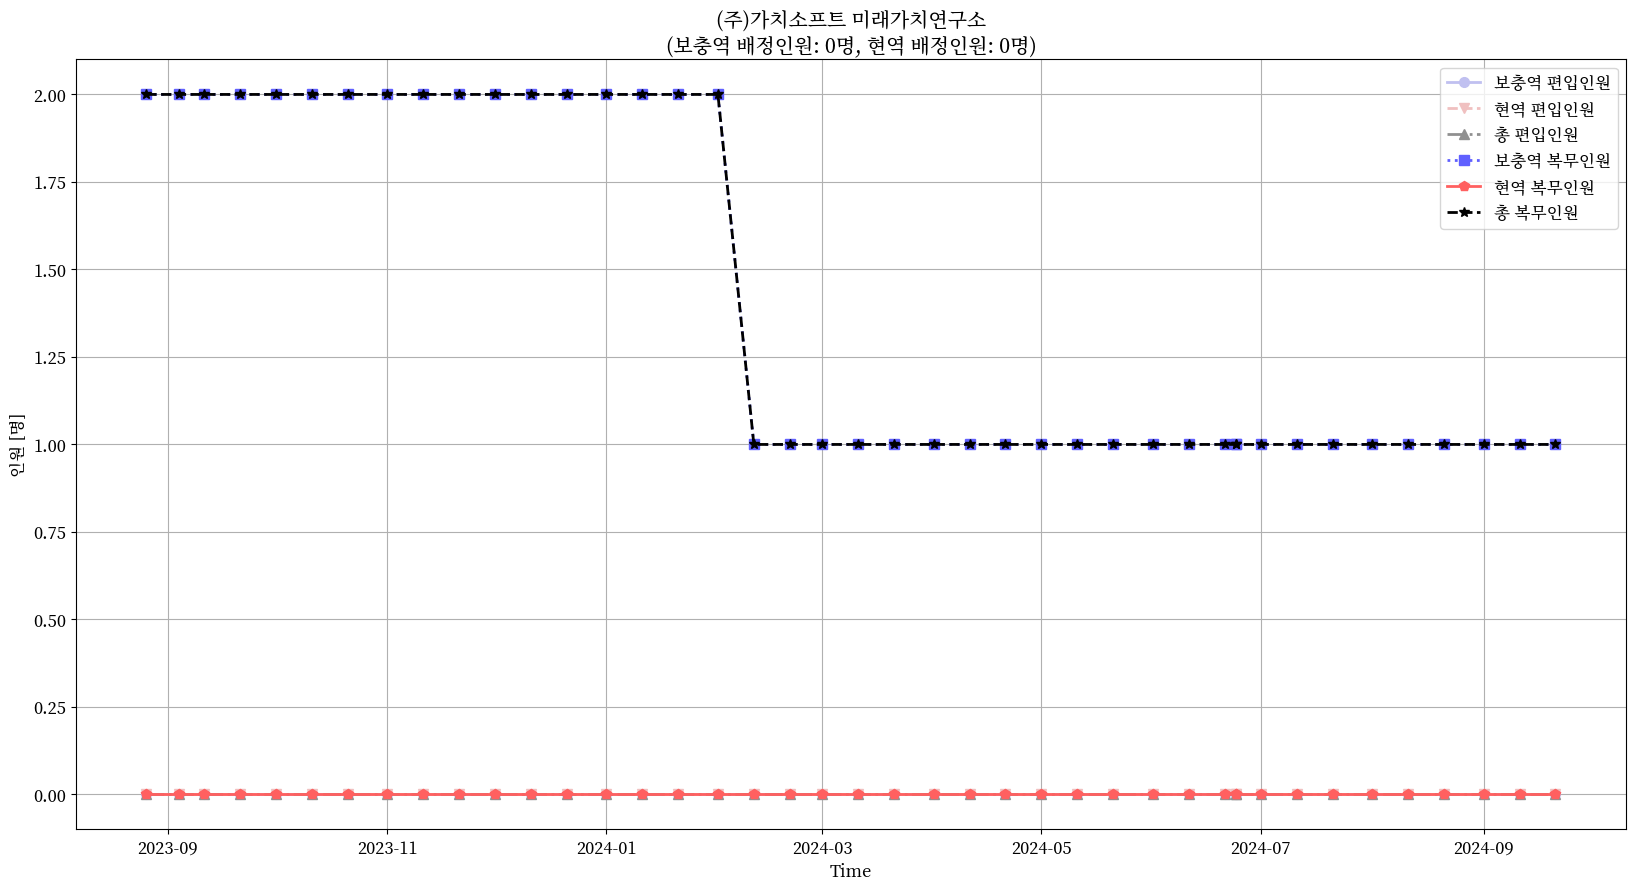 (주)가치소프트 미래가치연구소
(보충역 배정인원: 0명, 현역 배정인원: 0명)
보충역 편입인원
현역 편입인원
총 편입인원
보충역 복무인원
현역 복무인원
총 복무인원
2.00
1.75
1.50
1.25
1.00
0.75
0.50
0.25
0.00
인원 [명]
2023-09
2023-11
2024-01
2024-03
2024-05
2024-07
2024-09
Time